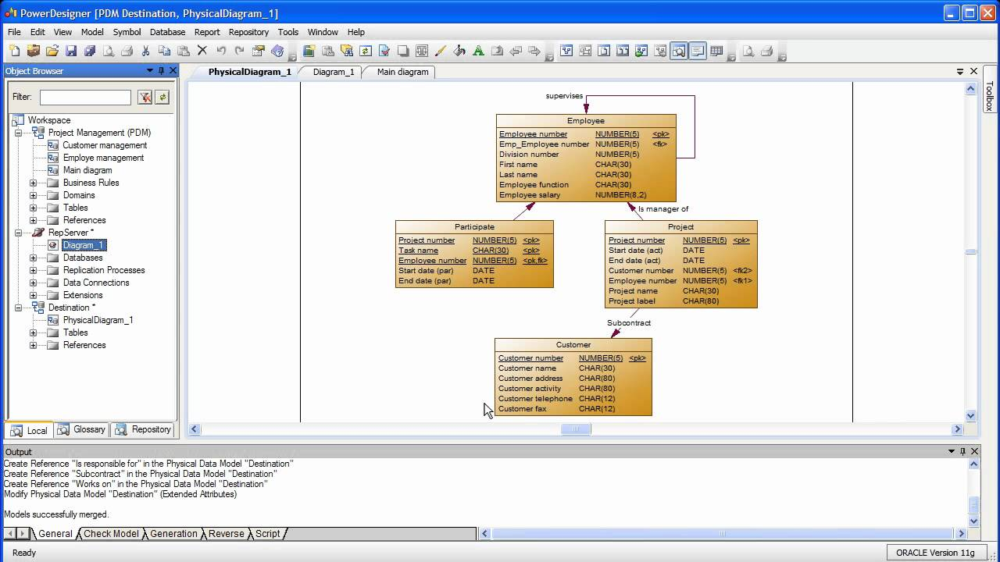 PowerDesigner [PDM Destination, PhysicalDiagram_1]
File Edit View Model Symbol Database Report Repository Tools Window Help
Object Browser
Filter:
Workspace
Project Management (PDM)
Customer management
Employe management
Main diagram
Business Rules
Domains
Tables
References
RepServer *
Diagram_1
Databases
Replication Processes
Data Connections
Extensions
Destination *
PhysicalDiagram_1
Tables
References
Local Glossary Repository
PhysicalDiagram_1 Diagram_1 Main diagram
Toolbox
supervises
Employee
Employee number NUMBER(5) <pk>
Emp_Employee number NUMBER(5) <fk>
Division number NUMBER(5)
First name CHAR(30)
Last name CHAR(30)
Employee function CHAR(30)
Employee salary NUMBER(8,2)
Is manager of
Participate
Project number NUMBER(5) <pk>
Task name CHAR(30) <pk>
Employee number NUMBER(5) <pk,fk>
Start date (par) DATE
End date (par) DATE
Project
Project number NUMBER(5) <pk>
Start date (act) DATE
End date (act) DATE
Customer number NUMBER(5) <fk2>
Employee number NUMBER(5) <fk1>
Project name CHAR(30)
Project label CHAR(80)
Subcontract
Customer
Customer number NUMBER(5) <pk>
Customer name CHAR(30)
Customer address CHAR(80)
Customer activity CHAR(80)
Customer telephone CHAR(12)
Customer fax CHAR(12)
Output
Create Reference "Is responsible for" in the Physical Data Model "Destination"
Create Reference "Subcontract" in the Physical Data Model "Destination"
Create Reference "Works on" in the Physical Data Model "Destination"
Modify Physical Data Model "Destination" (Extended Attributes)
Models successfully merged.
General Check Model Generation Reverse Script
Ready
ORACLE Version 11g